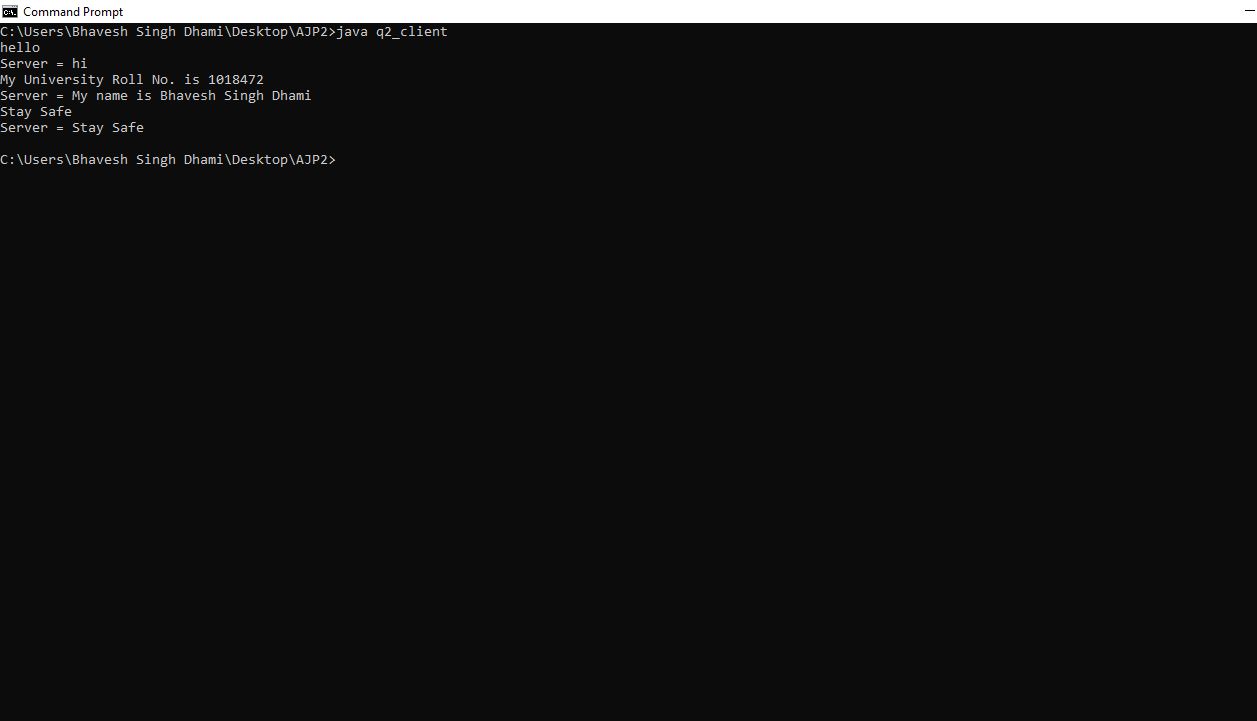 Command Prompt
C:\Users\Bhavesh Singh Dhami\Desktop\AJP2>java q2_client
hello
Server = hi
My University Roll No. is 1018472
Server = My name is Bhavesh Singh Dhami
Stay Safe
Server = Stay Safe
C:\Users\Bhavesh Singh Dhami\Desktop\AJP2>